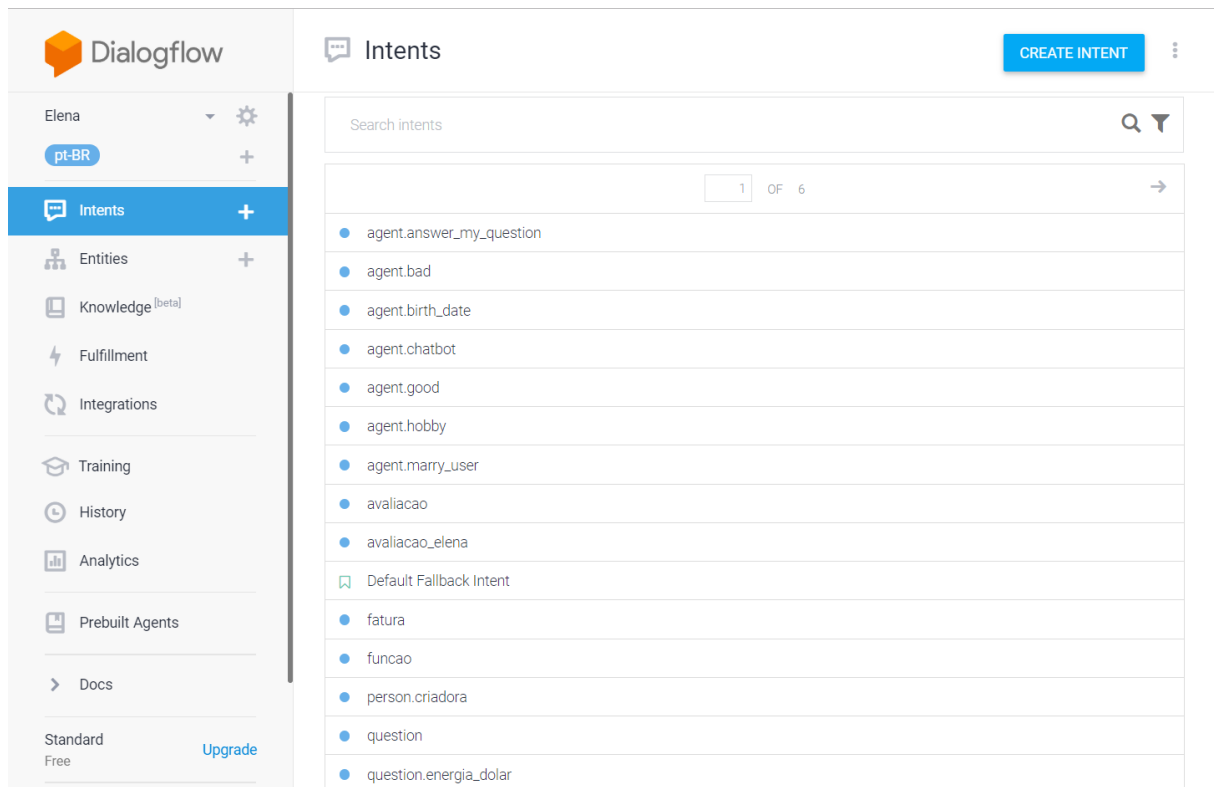 Dialogflow
Elena
pt-BR
Intents
Entities
Knowledge [beta]
Fulfillment
Integrations
Training
History
Analytics
Prebuilt Agents
Docs
Standard
Free
Upgrade
Intents
CREATE INTENT
Search intents
1 OF 6
agent.answer_my_question
agent.bad
agent.birth_date
agent.chatbot
agent.good
agent.hobby
agent.marry_user
avaliacao
avaliacao_elena
Default Fallback Intent
fatura
funcao
person.criadora
question
question.energia_dolar